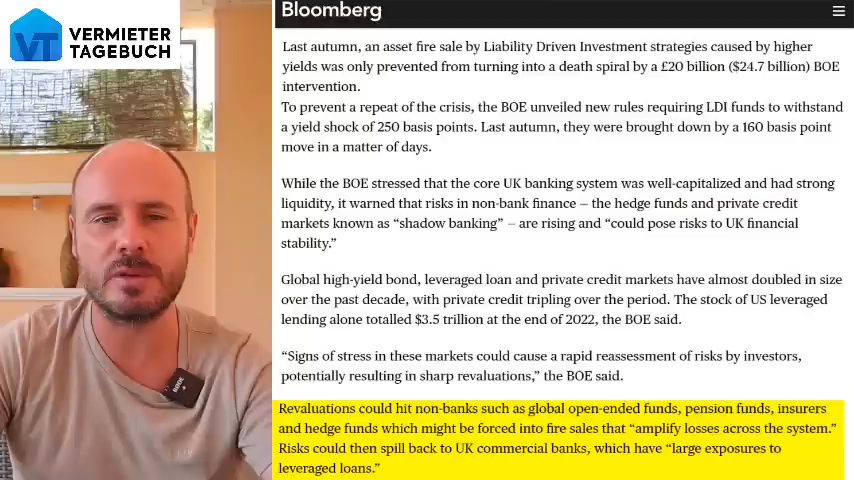 VERMIETER
TAGEBUCH
VT
Bloomberg
Last autumn, an asset fire sale by Liability Driven Investment strategies caused by higher
yields was only prevented from turning into a death spiral by a £20 billion ($24.7 billion) BOE
intervention.
To prevent a repeat of the crisis, the BOE unveiled new rules requiring LDI funds to withstand
a yield shock of 250 basis points. Last autumn, they were brought down by a 160 basis point
move in a matter of days.
While the BOE stressed that the core UK banking system was well-capitalized and had strong
liquidity, it warned that risks in non-bank finance — the hedge funds and private credit
markets known as “shadow banking” — are rising and “could pose risks to UK financial
stability.”
Global high-yield bond, leveraged loan and private credit markets have almost doubled in size
over the past decade, with private credit tripling over the period. The stock of US leveraged
lending alone totalled $3.5 trillion at the end of 2022, the BOE said.
“Signs of stress in these markets could cause a rapid reassessment of risks by investors,
potentially resulting in sharp revaluations,” the BOE said.
Revaluations could hit non-banks such as global open-ended funds, pension funds, insurers
and hedge funds which might be forced into fire sales that “amplify losses across the system.”
Risks could then spill back to UK commercial banks, which have “large exposures to
leveraged loans.”